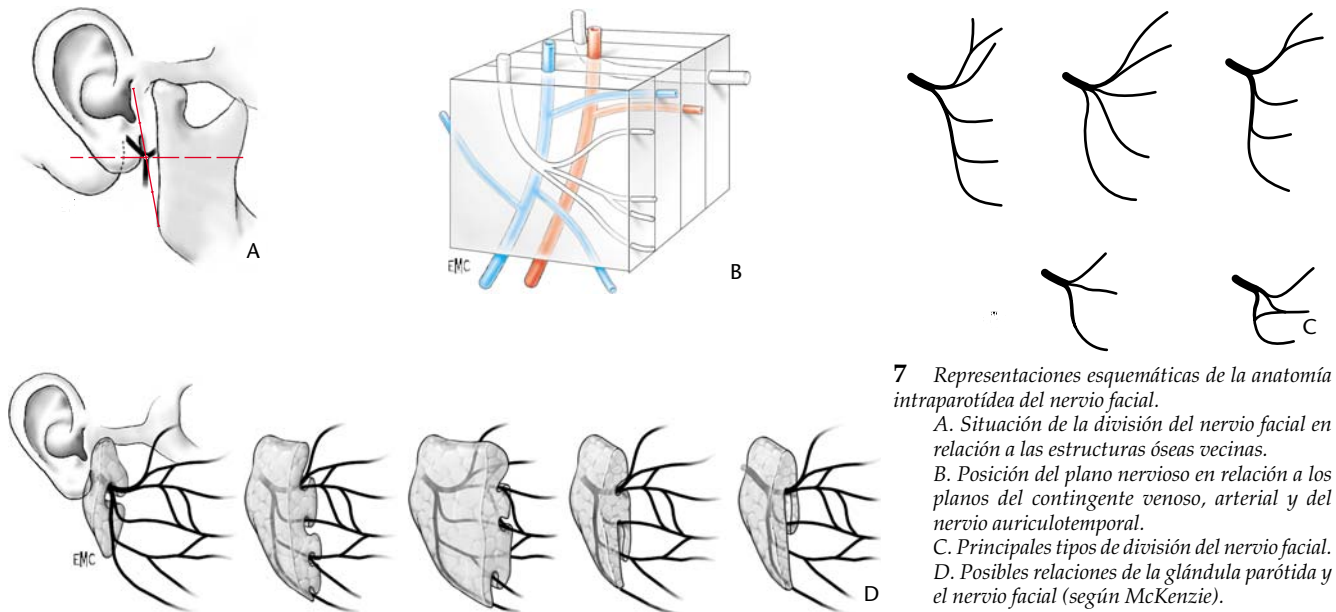 A
EMC
B
C
EMC
D
7 Representaciones esquemáticas de la anatomía
intraparotídea del nervio facial.
A. Situación de la división del nervio facial en
relación a las estructuras óseas vecinas.
B. Posición del plano nervioso en relación a los
planos del contingente venoso, arterial y del
nervio auriculotemporal.
C. Principales tipos de división del nervio facial.
D. Posibles relaciones de la glándula parótida y
el nervio facial (según McKenzie).